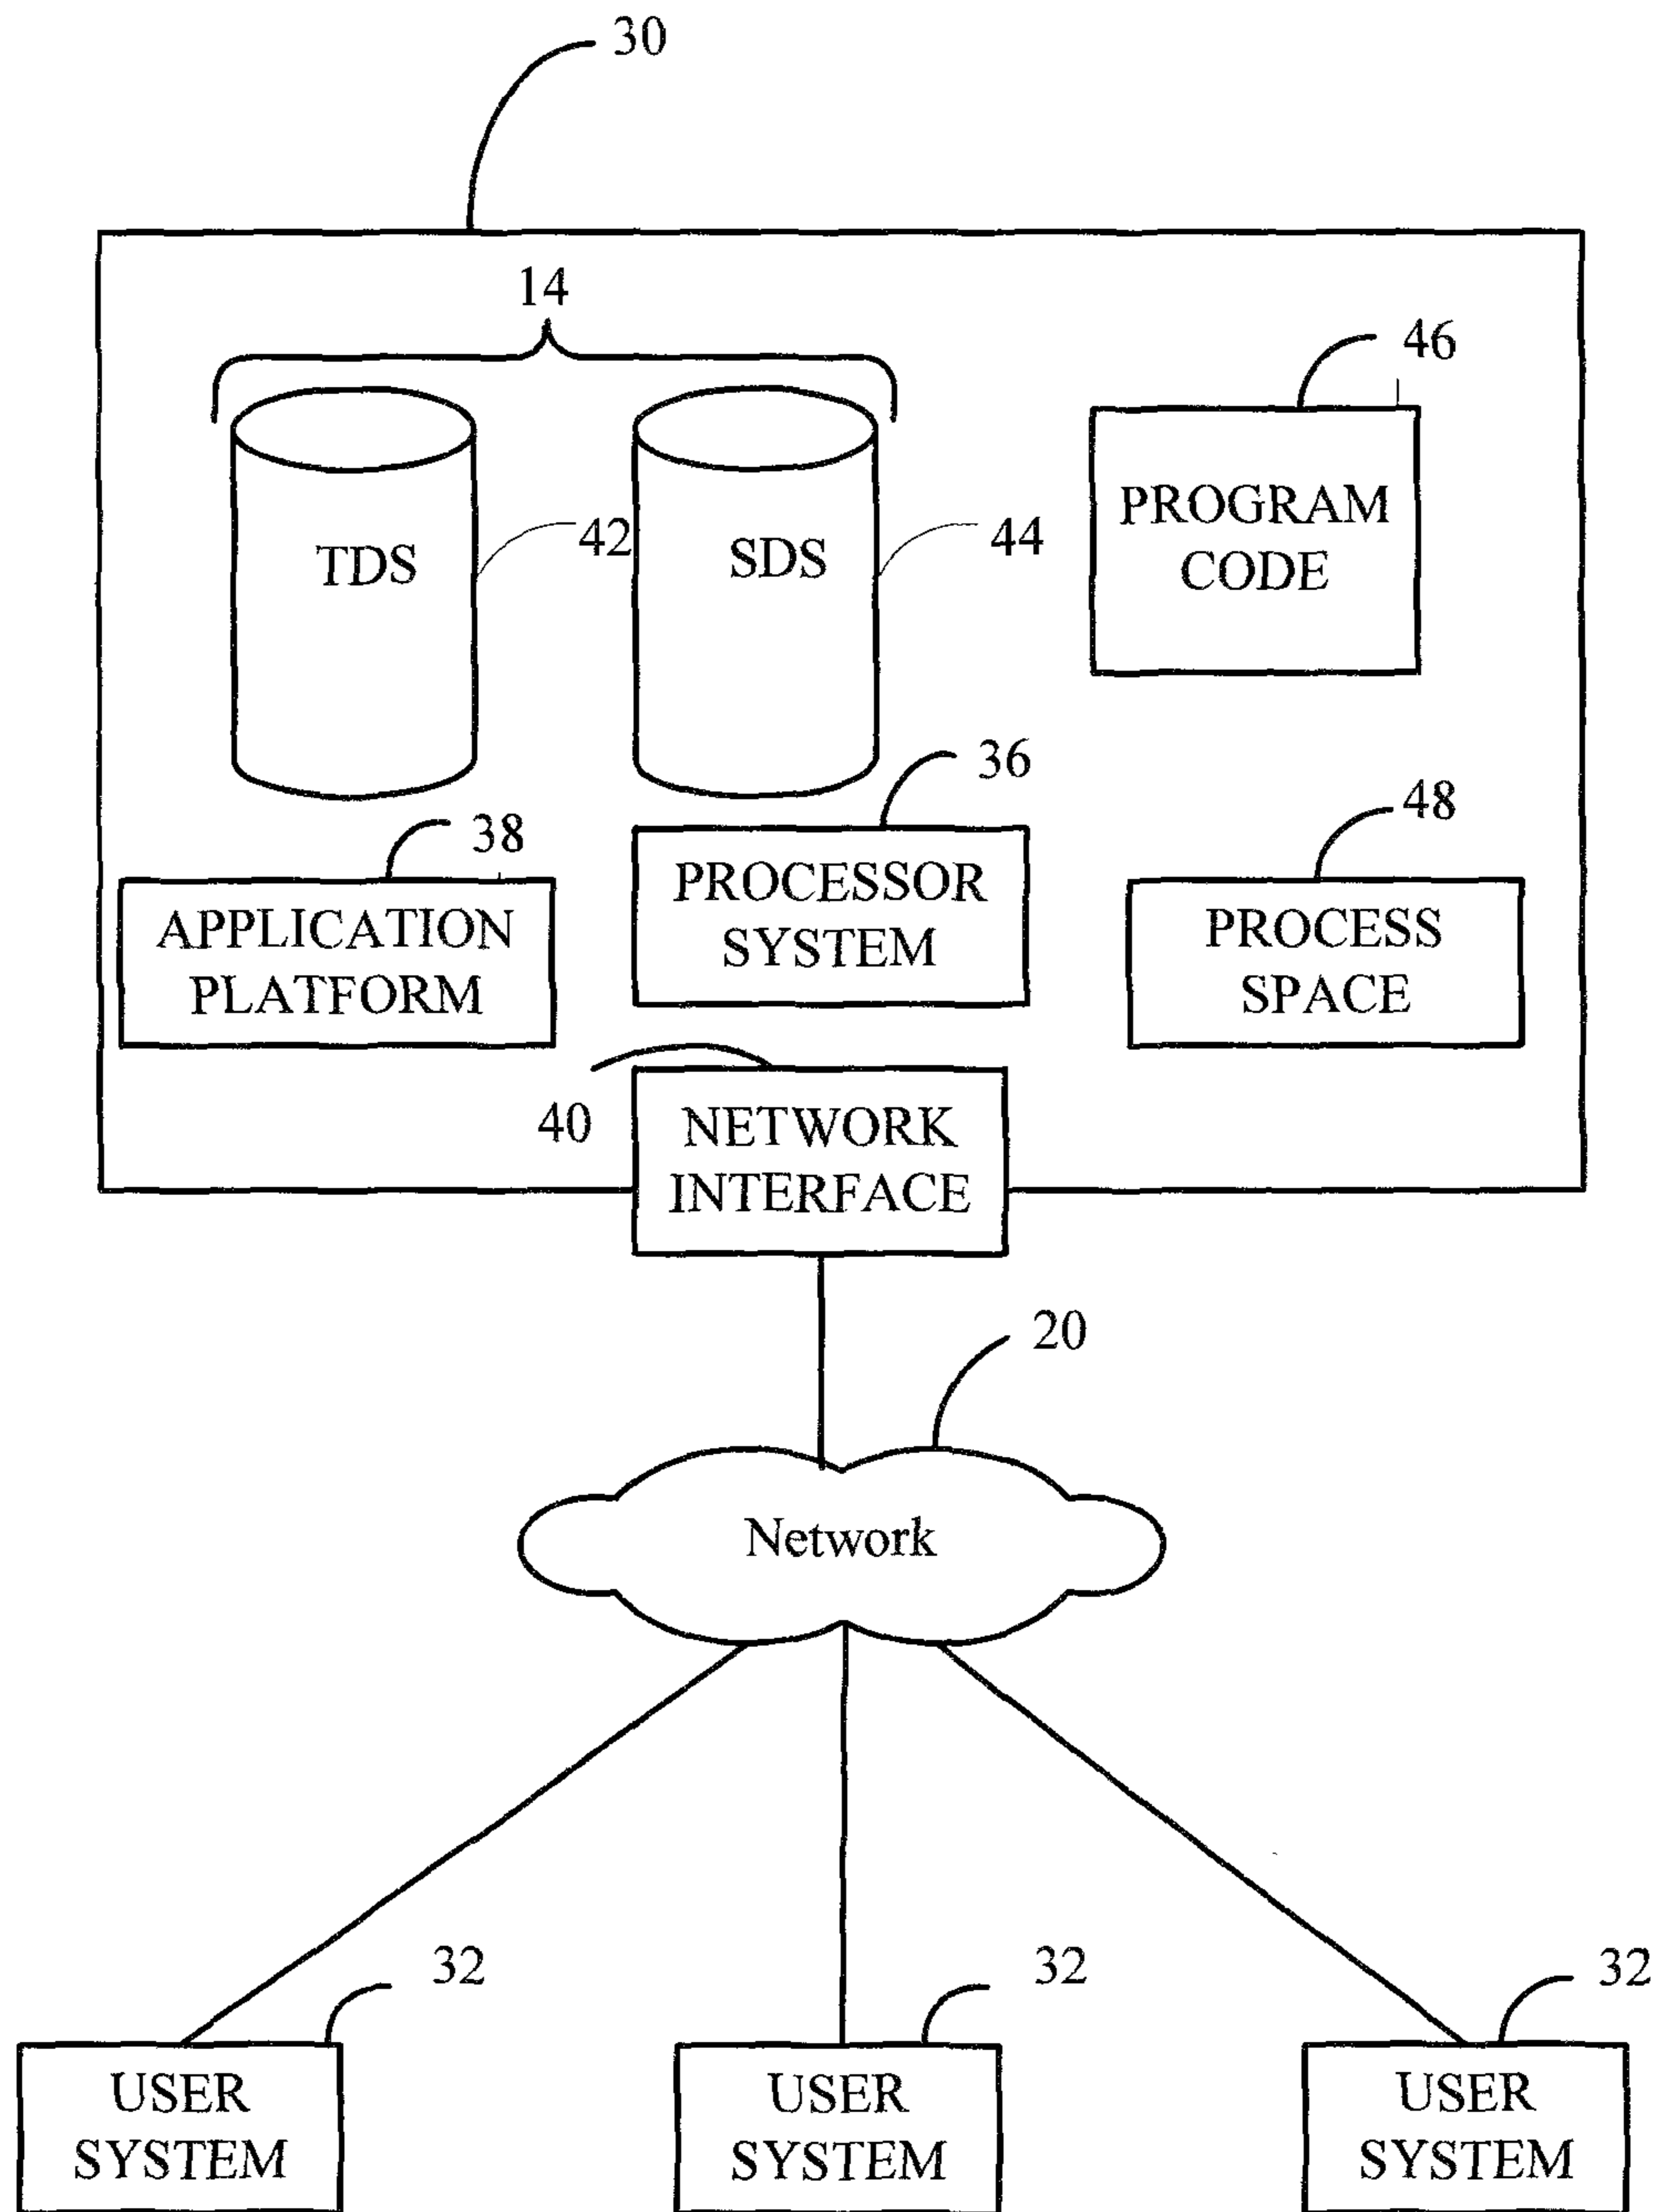 30
14
46
PROGRAM
CODE
TDS
42
SDS
44
36
38
48
APPLICATION
PLATFORM
PROCESSOR
SYSTEM
PROCESS
SPACE
40
NETWORK
INTERFACE
20
Network
32
32
32
USER
SYSTEM
USER
SYSTEM
USER
SYSTEM